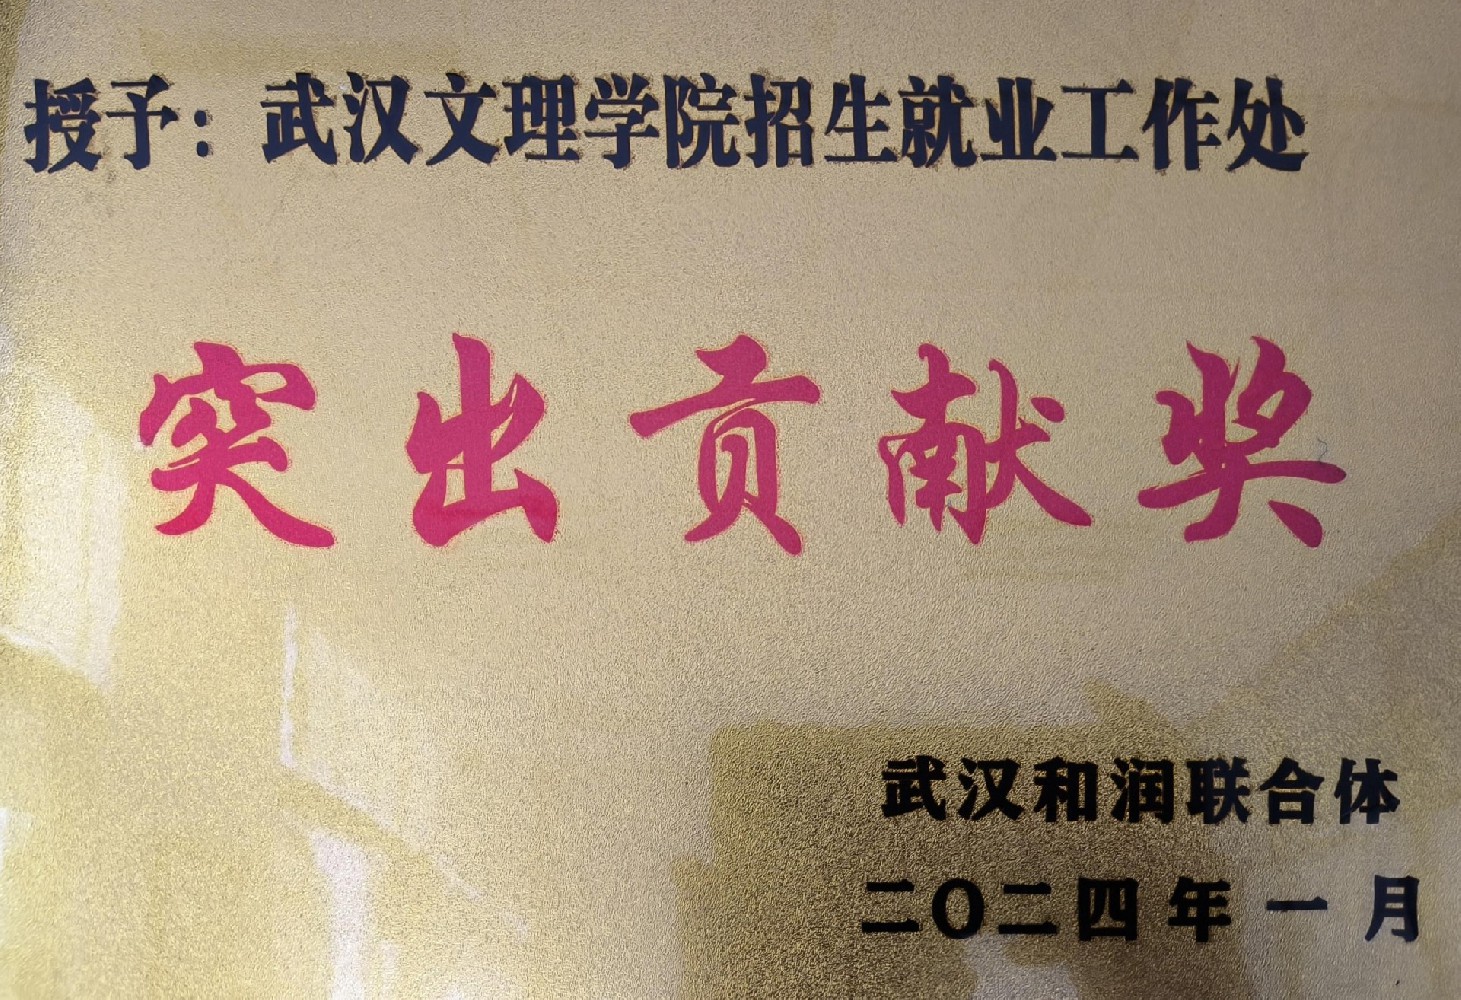 授予：武汉文理学院招生就业工作处
突出贡献奖
武汉和润联合体
二〇二四年一月